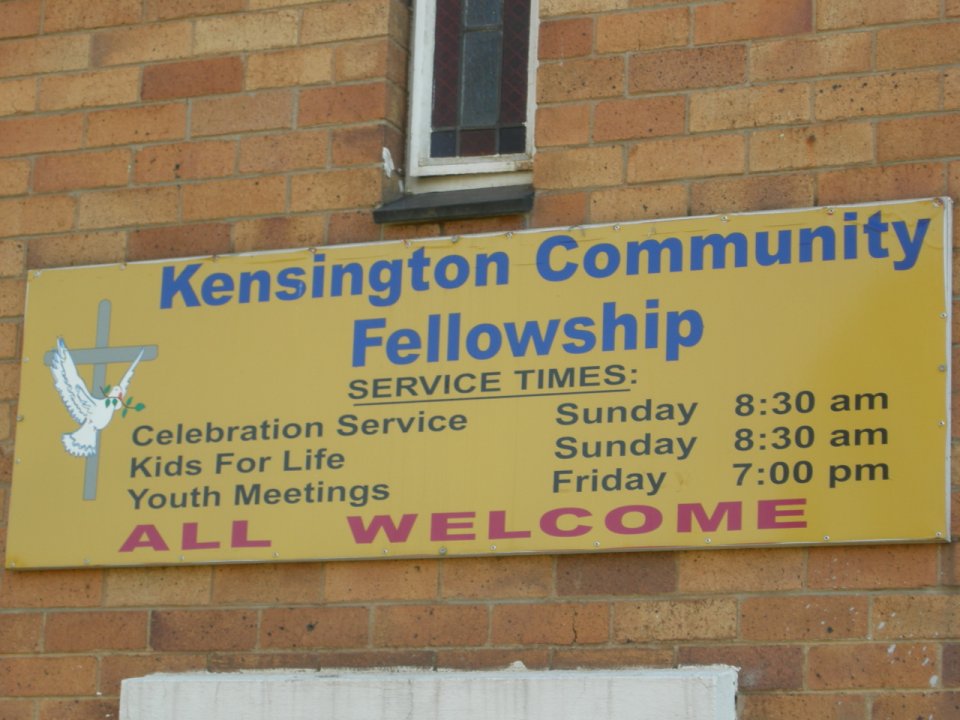 Kensington Community
Fellowship
SERVICE TIMES:
Celebration Service Sunday 8:30 am
Kids For Life Sunday 8:30 am
Youth Meetings Friday 7:00 pm
ALL WELCOME